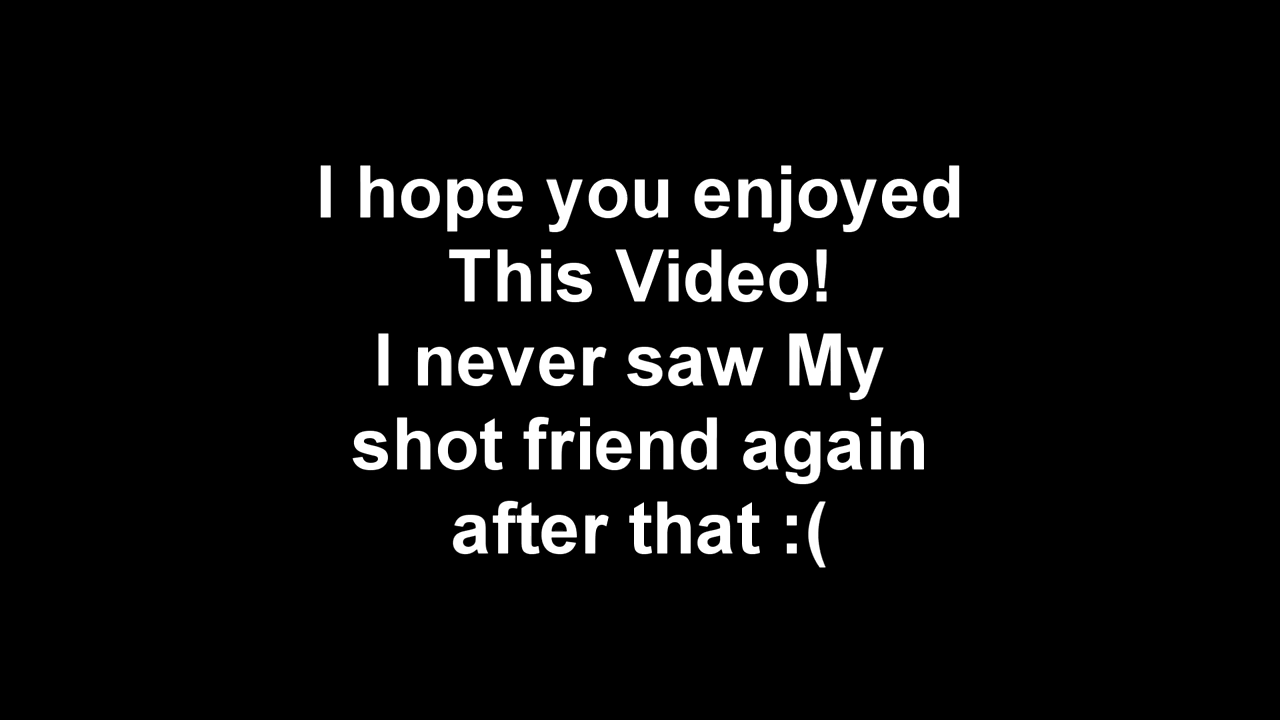 I hope you enjoyed
This Video!
I never saw My
shot friend again
after that :(